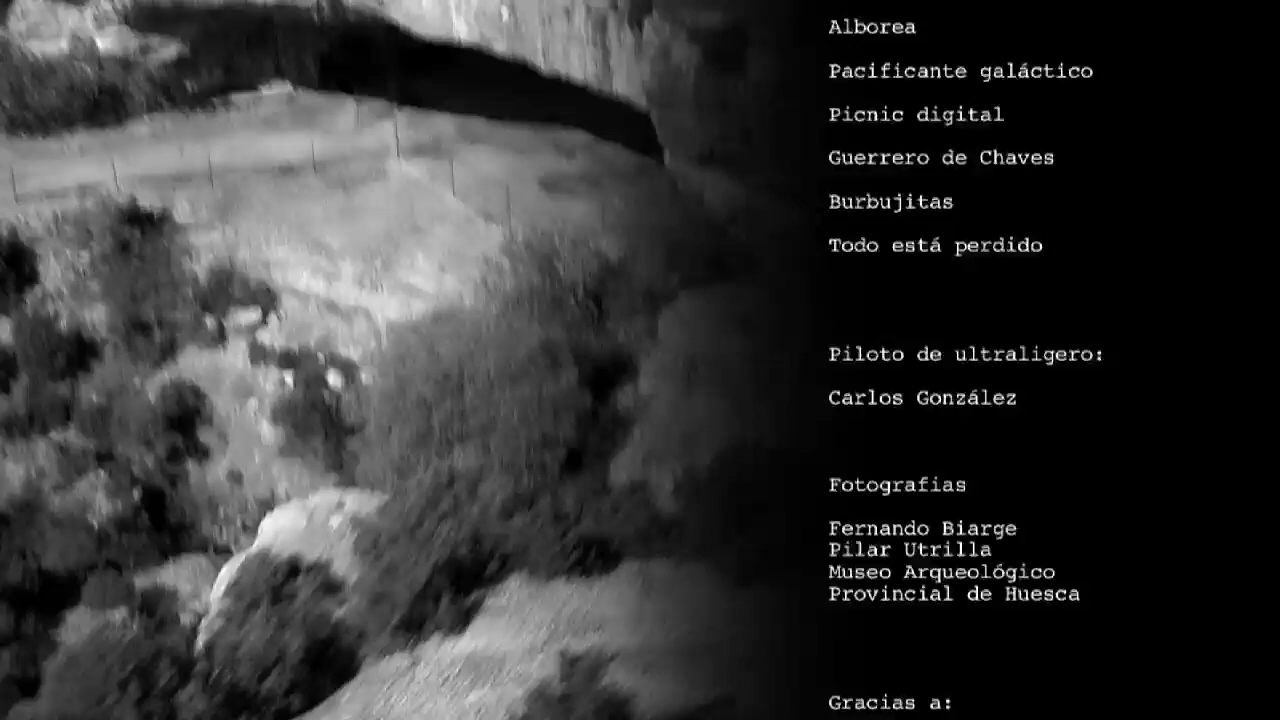 Alborea
Pacificante galáctico
Picnic digital
Guerrero de Chaves
Burbujitas
Todo está perdido
Piloto de ultraligero:
Carlos González
Fotografias
Fernando Biarge
Pilar Utrilla
Museo Arqueológico
Provincial de Huesca
Gracias a: